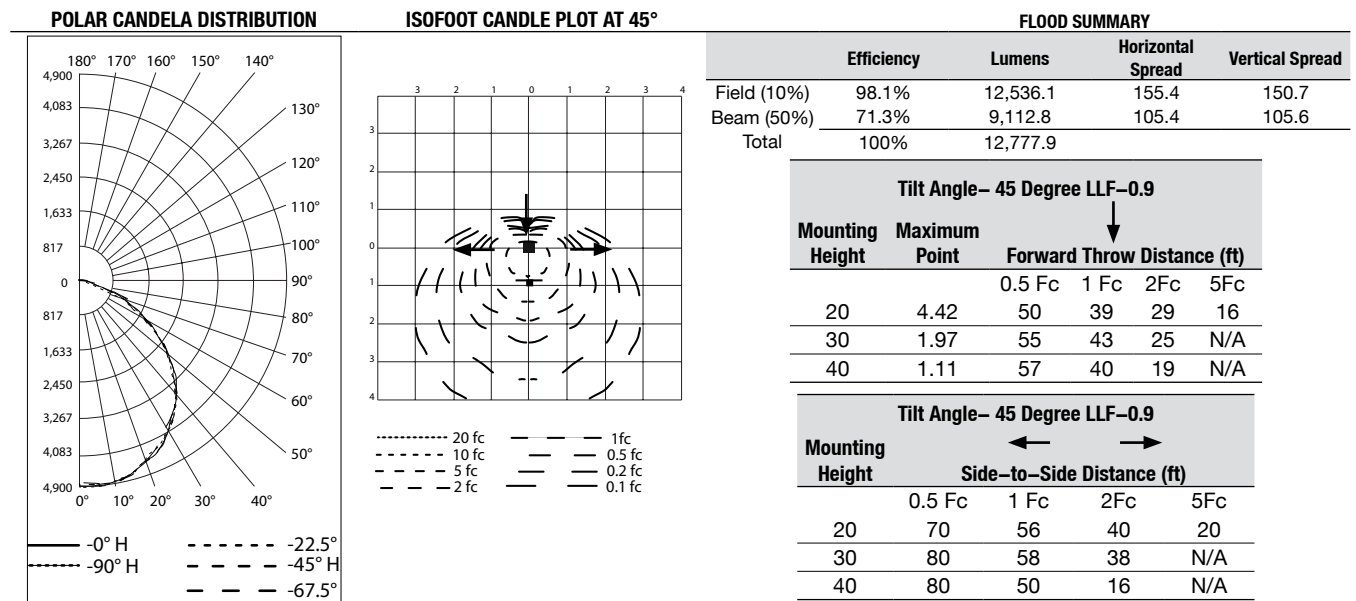 POLAR CANDELA DISTRIBUTION
180° 170° 160° 150° 140°
4,900
4,083
130°
3,267
120°
2,450
110°
1,633
100°
817
0
90°
817
80°
1,633
70°
2,450
60°
3,267
4,083
50°
4,900
0° 10° 20° 30° 40°
-0° H
-90° H
-22.5°
-45° H
-67.5°
ISOFOOT CANDLE PLOT AT 45°
3 2 1 0 1 2 3 4
3
2
1
0
1
2
3
4
20 fc
10 fc
5 fc
2 fc
1fc
0.5 fc
0.2 fc
0.1 fc
FLOOD SUMMARY
Efficiency Lumens Horizontal Spread Vertical Spread
Field (10%) 98.1% 12,536.1 155.4 150.7
Beam (50%) 71.3% 9,112.8 105.4 105.6
Total 100% 12,777.9
Tilt Angle– 45 Degree LLF–0.9
Mounting Height Maximum Point Forward Throw Distance (ft)
0.5 Fc 1 Fc 2Fc 5Fc
20 4.42 50 39 29 16
30 1.97 55 43 25 N/A
40 1.11 57 40 19 N/A
Tilt Angle– 45 Degree LLF–0.9
Mounting Height Side–to–Side Distance (ft)
0.5 Fc 1 Fc 2Fc 5Fc
20 70 56 40 20
30 80 58 38 N/A
40 80 50 16 N/A